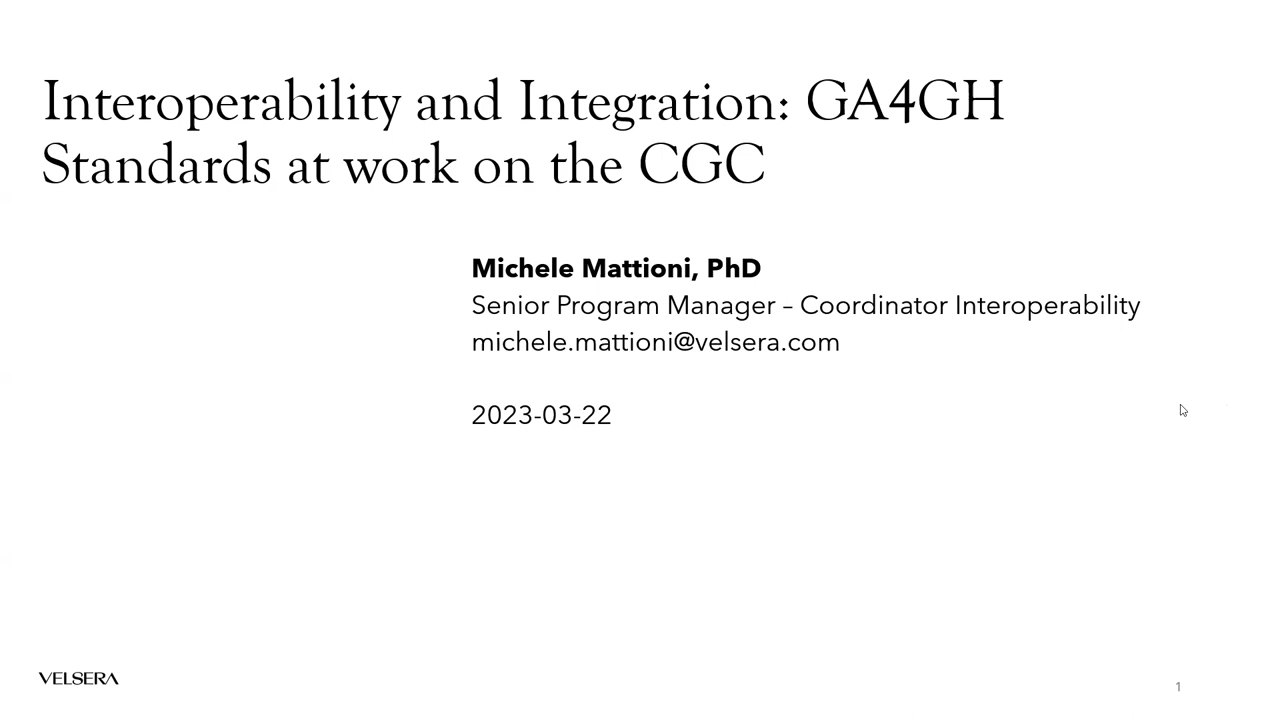 Interoperability and Integration: GA4GH
Standards at work on the CGC
Michele Mattioni, PhD
Senior Program Manager – Coordinator Interoperability
michele.mattioni@velsera.com
2023-03-22
VELSERA
1